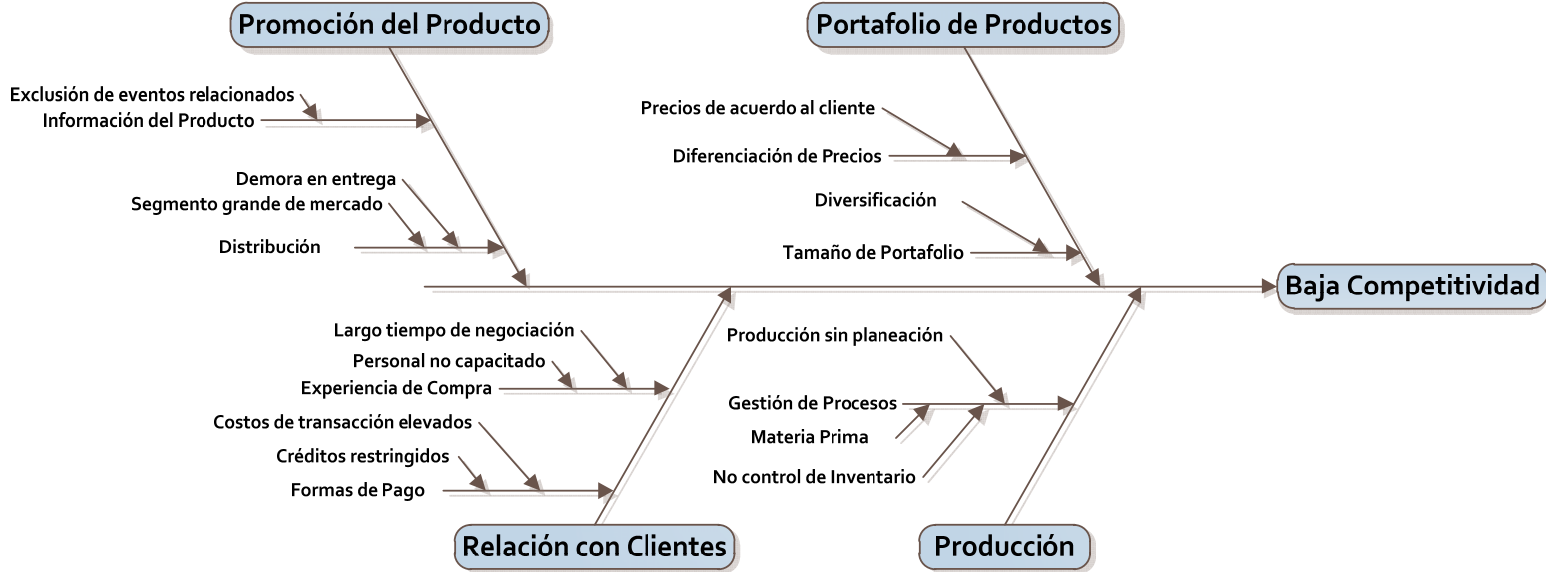 Promoción del Producto
Portafolio de Productos
Exclusión de eventos relacionados
Información del Producto
Precios de acuerdo al cliente
Diferenciación de Precios
Demora en entrega
Segmento grande de mercado
Distribución
Diversificación
Tamaño de Portafolio
Baja Competitividad
Largo tiempo de negociación
Personal no capacitado
Experiencia de Compra
Costos de transacción elevados
Créditos restringidos
Formas de Pago
Producción sin planeación
Gestión de Procesos
Materia Prima
No control de Inventario
Relación con Clientes
Producción